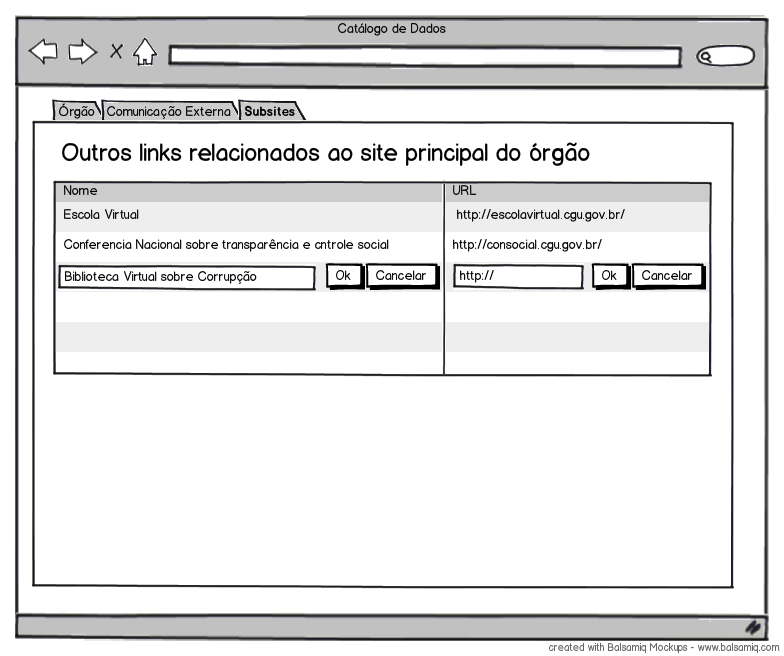 Catálogo de Dados
Órgão Comunicação Externa Subsites
Outros links relacionados ao site principal do órgão
Nome URL
Escola Virtual http://escolavirtual.cgu.gov.br/
Conferencia Nacional sobre transparência e cntrole social http://consocial.cgu.gov.br/
Biblioteca Virtual sobre Corrupção Ok Cancelar http:// Ok Cancelar
created with Balsamiq Mockups - www.balsamiq.com